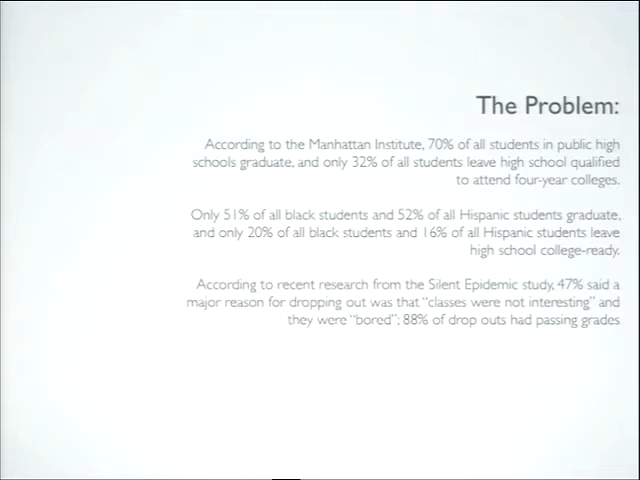 The Problem:
According to the Manhattan Institute, 70% of all students in public high
schools graduate, and only 32% of all students leave high school qualified
to attend four-year colleges.
Only 51% of all black students and 52% of all Hispanic students graduate,
and only 20% of all black students and 16% of all Hispanic students leave
high school college-ready.
According to recent research from the Silent Epidemic study, 47% said a
major reason for dropping out was that “classes were not interesting” and
they were “bored”; 88% of drop outs had passing grades